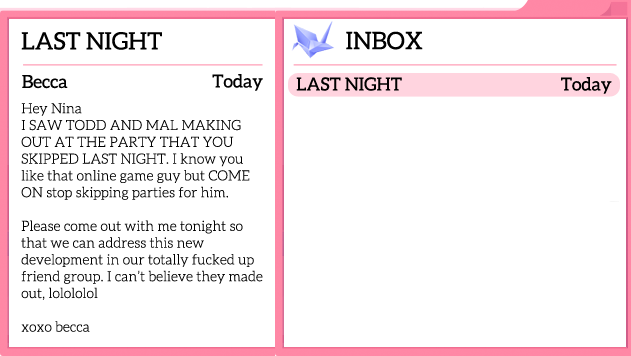 LAST NIGHT
Becca Today
Hey Nina
I SAW TODD AND MAL MAKING
OUT AT THE PARTY THAT YOU
SKIPPED LAST NIGHT. I know you
like that online game guy but COME
ON stop skipping parties for him.
Please come out with me tonight so
that we can address this new
development in our totally fucked up
friend group. I can't believe they made
out, lolololol
xoxo becca
INBOX
LAST NIGHT Today